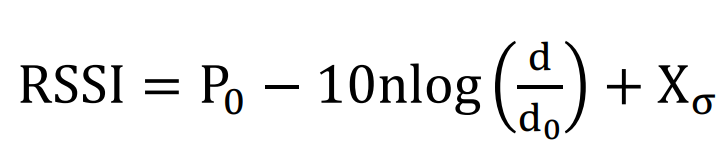 RSSI = P₀ − 10nlog(d/d₀) + X_σ